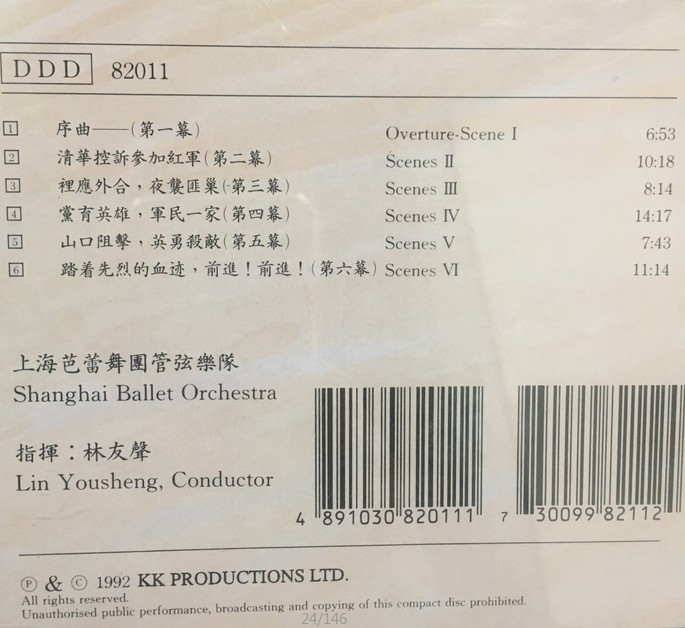 DDD 82011
1 序曲——(第一幕) Overture-Scene Ⅰ 6:53
2 清華控訴參加紅軍(第二幕) Scenes Ⅱ 10:18
3 裡應外合，夜襲匪巢(第三幕) Scenes Ⅲ 8:14
4 黨育英雄，軍民一家(第四幕) Scenes Ⅳ 14:17
5 山口阻擊，英勇殺敵(第五幕) Scenes Ⅴ 7:43
6 踏着先烈的血迹，前進！前進！(第六幕) Scenes Ⅵ 11:14
上海芭蕾舞團管弦樂隊
Shanghai Ballet Orchestra
指揮：林友聲
Lin Yousheng, Conductor
4 891030 820111
7 30099 82112
Ⓟ & © 1992 KK PRODUCTIONS LTD.
All rights reserved.
Unauthorised public performance, broadcasting and copying of this compact disc prohibited.
24/146